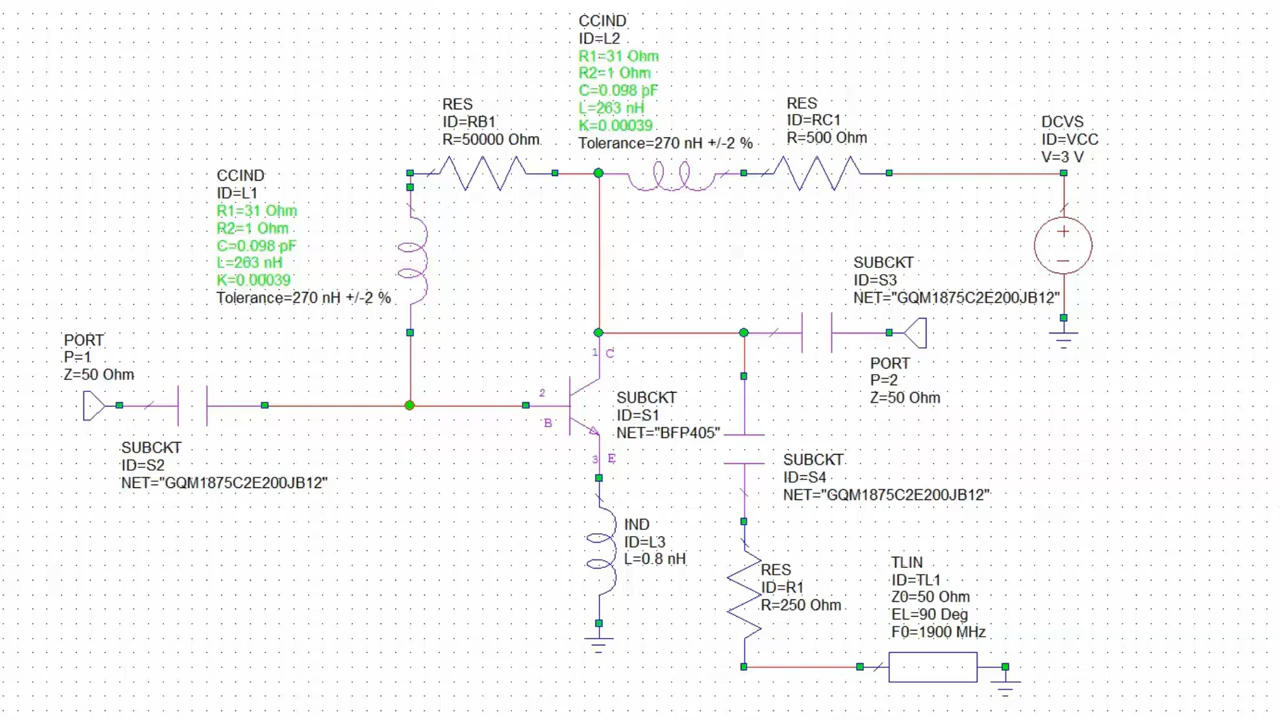 CCIND
ID=L2
R1=31 Ohm
R2=1 Ohm
C=0.098 pF
L=263 nH
K=0.00039
Tolerance=270 nH +/-2 %
RES
ID=RB1
R=50000 Ohm
RES
ID=RC1
R=500 Ohm
DCVS
ID=VCC
V=3 V
CCIND
ID=L1
R1=31 Ohm
R2=1 Ohm
C=0.098 pF
L=263 nH
K=0.00039
Tolerance=270 nH +/-2 %
SUBCKT
ID=S3
NET="GQM1875C2E200JB12"
PORT
P=1
Z=50 Ohm
PORT
P=2
Z=50 Ohm
1
C
2
B
3
E
SUBCKT
ID=S1
NET="BFP405"
SUBCKT
ID=S2
NET="GQM1875C2E200JB12"
SUBCKT
ID=S4
NET="GQM1875C2E200JB12"
IND
ID=L3
L=0.8 nH
RES
ID=R1
R=250 Ohm
TLIN
ID=TL1
Z0=50 Ohm
EL=90 Deg
F0=1900 MHz